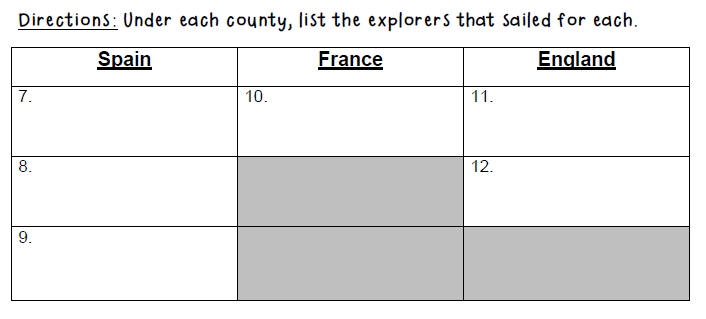 Directions: Under each county, list the explorers that sailed for each.
Spain France England
7. 10. 11.
8. 12.
9.